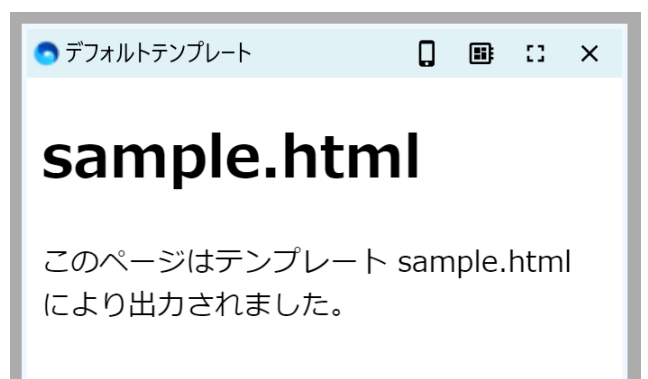 デフォルトテンプレート
sample.html
このページはテンプレート sample.html
により出力されました。